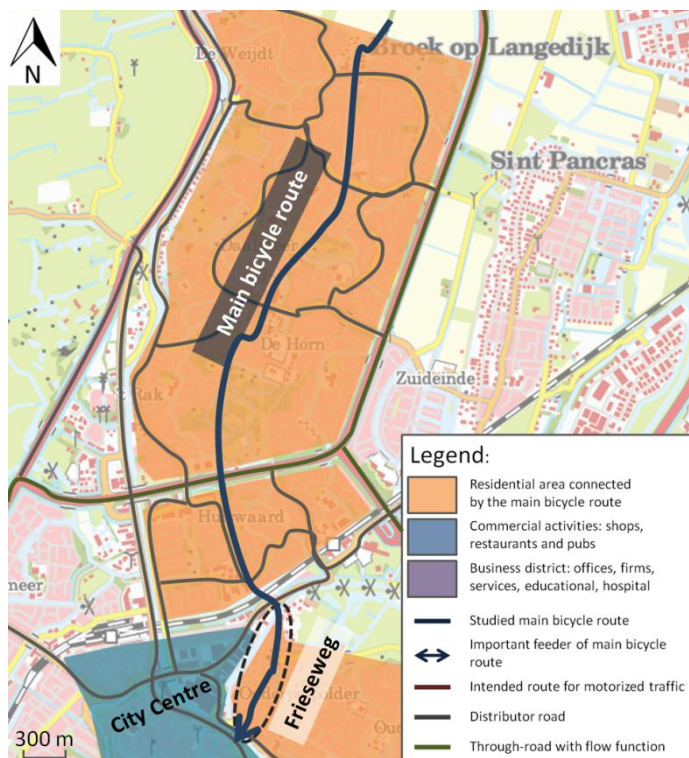 Broek op Langedijk
De Weijdt
N
Sint Pancras
Main bicycle route
Daalmeer
De Horn
't Rak
Zuideinde
Huiswaard
meer
Legend:
Residential area connected
by the main bicycle route
Commercial activities: shops,
restaurants and pubs
Business district: offices, firms,
services, educational, hospital
Studied main bicycle route
Important feeder of main bicycle
route
Intended route for motorized traffic
Distributor road
Through-road with flow function
Frieseweg
City Centre
Oud
300 m